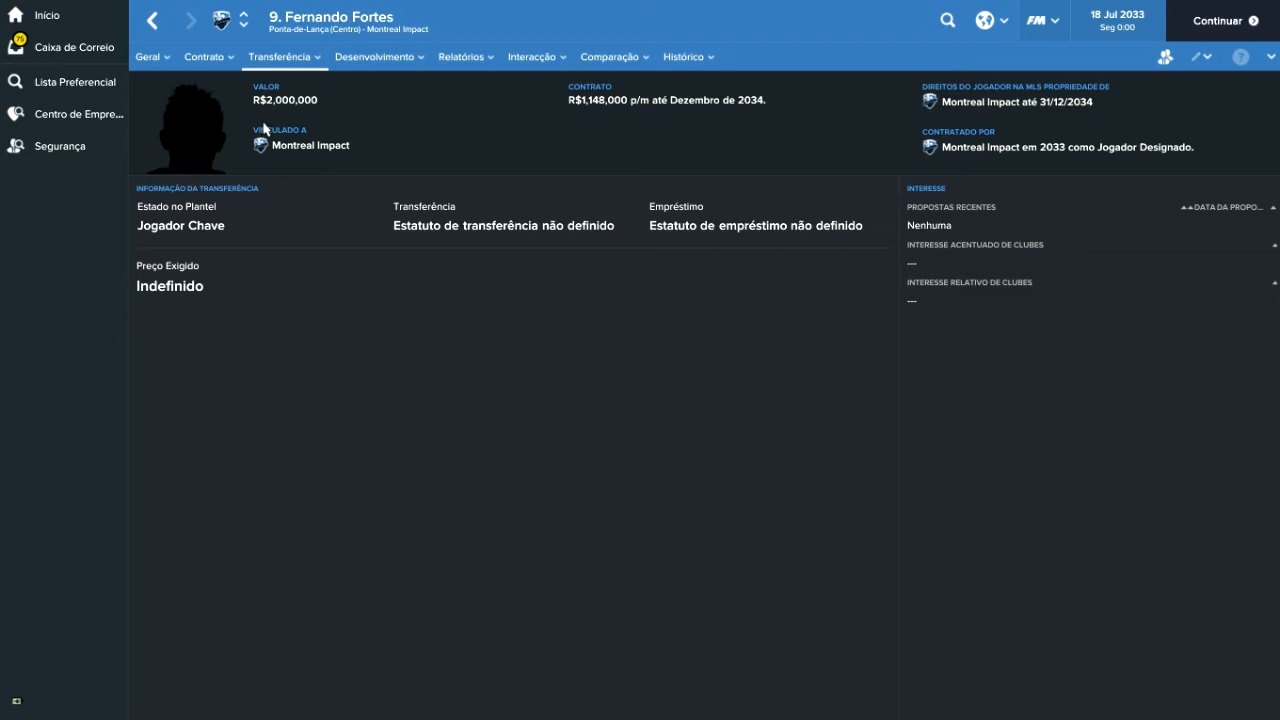 Início
75
Caixa de Correio
Lista Preferencial
Centro de Empre...
Segurança
9. Fernando Fortes
Ponta-de-Lança (Centro) - Montreal Impact
FM
18 Jul 2033
Seg 0:00
Continuar
Geral
Contrato
Transferência
Desenvolvimento
Relatórios
Interacção
Comparação
Histórico
VALOR
R$2,000,000
VINCULADO A
Montreal Impact
CONTRATO
R$1,148,000 p/m até Dezembro de 2034.
DIREITOS DO JOGADOR NA MLS PROPRIEDADE DE
Montreal Impact até 31/12/2034
CONTRATADO POR
Montreal Impact em 2033 como Jogador Designado.
INFORMAÇÃO DA TRANSFERÊNCIA
Estado no Plantel
Jogador Chave
Transferência
Estatuto de transferência não definido
Empréstimo
Estatuto de empréstimo não definido
Preço Exigido
Indefinido
INTERESSE
PROPOSTAS RECENTES
DATA DA PROPO...
Nenhuma
INTERESSE ACENTUADO DE CLUBES
---
INTERESSE RELATIVO DE CLUBES
---